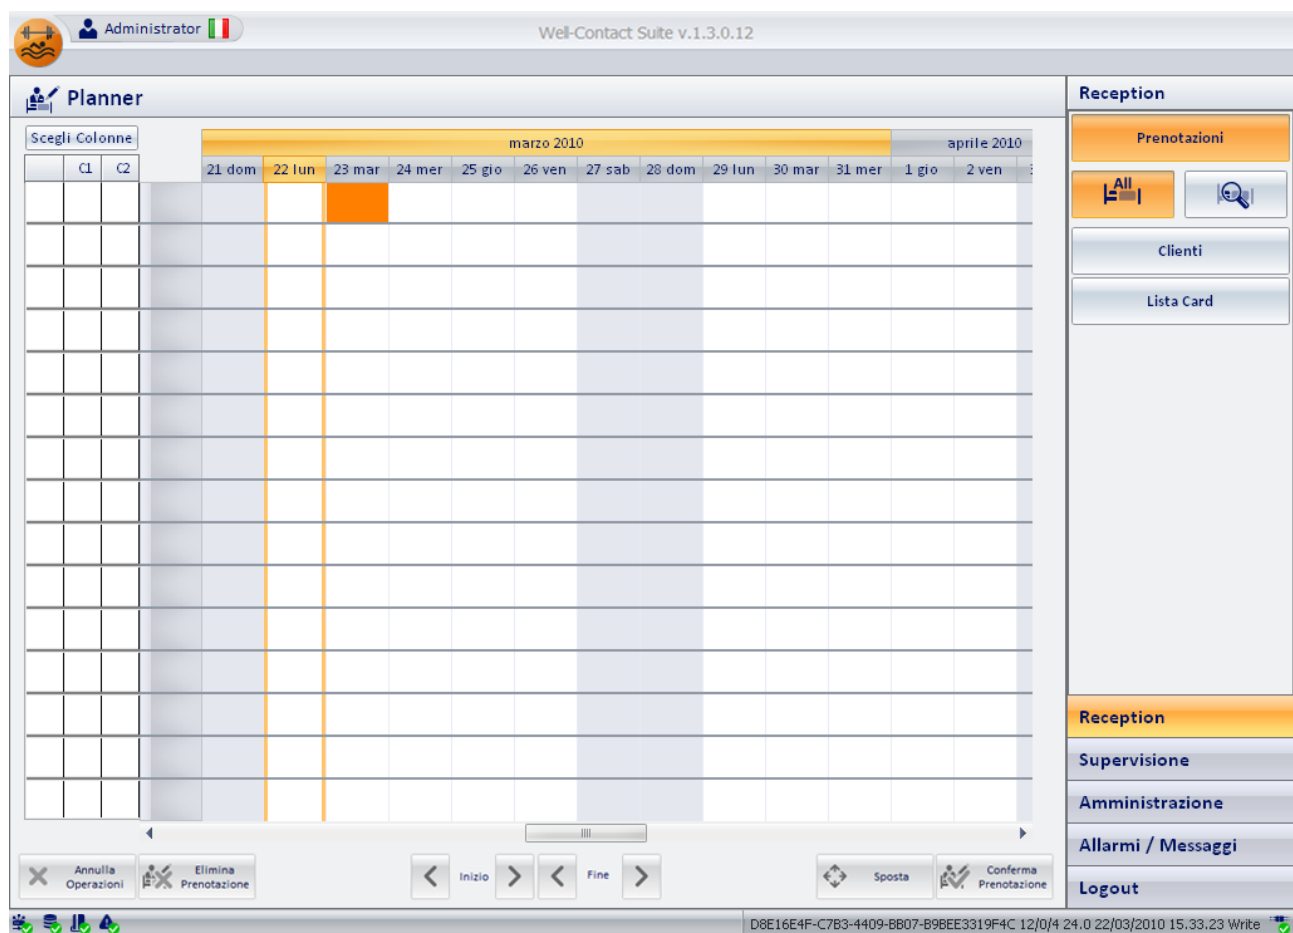 Administrator
Well-Contact Suite v.1.3.0.12
Planner
Scegli Colonne
marzo 2010 aprile 2010
C1 C2 21 dom 22 lun 23 mar 24 mer 25 gio 26 ven 27 sab 28 dom 29 lun 30 mar 31 mer 1 gio 2 ven
Annulla Operazioni
Elimina Prenotazione
Inizio
Fine
Sposta
Conferma Prenotazione
Reception
Prenotazioni
All
Clienti
Lista Card
Reception
Supervisione
Amministrazione
Allarmi / Messaggi
Logout
D8E16E4F-C7B3-4409-BB07-B9BEE3319F4C 12/0/4 24.0 22/03/2010 15.33.23 Write